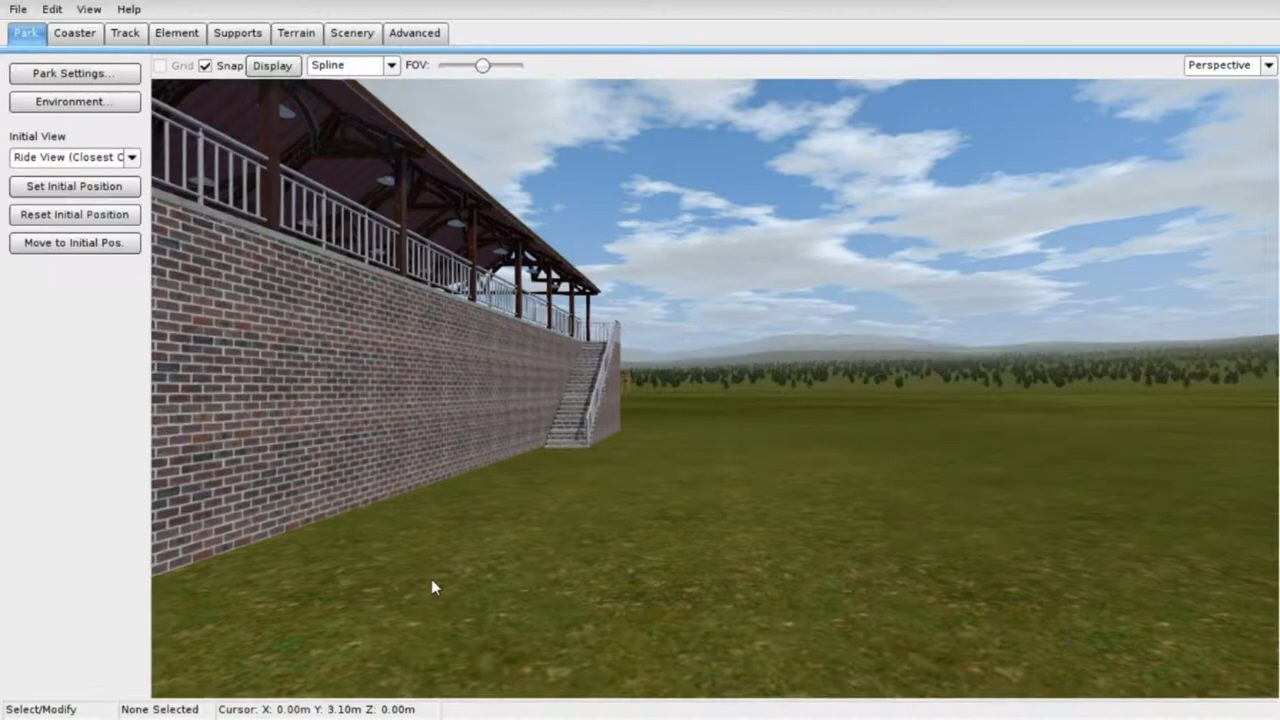 File Edit View Help
Park Coaster Track Element Supports Terrain Scenery Advanced
Grid Snap Display Spline FOV: Perspective
Park Settings...
Environment...
Initial View
Ride View (Closest C
Set Initial Position
Reset Initial Position
Move to Initial Pos.
Select/Modify None Selected Cursor: X: 0.00m Y: 3.10m Z: 0.00m